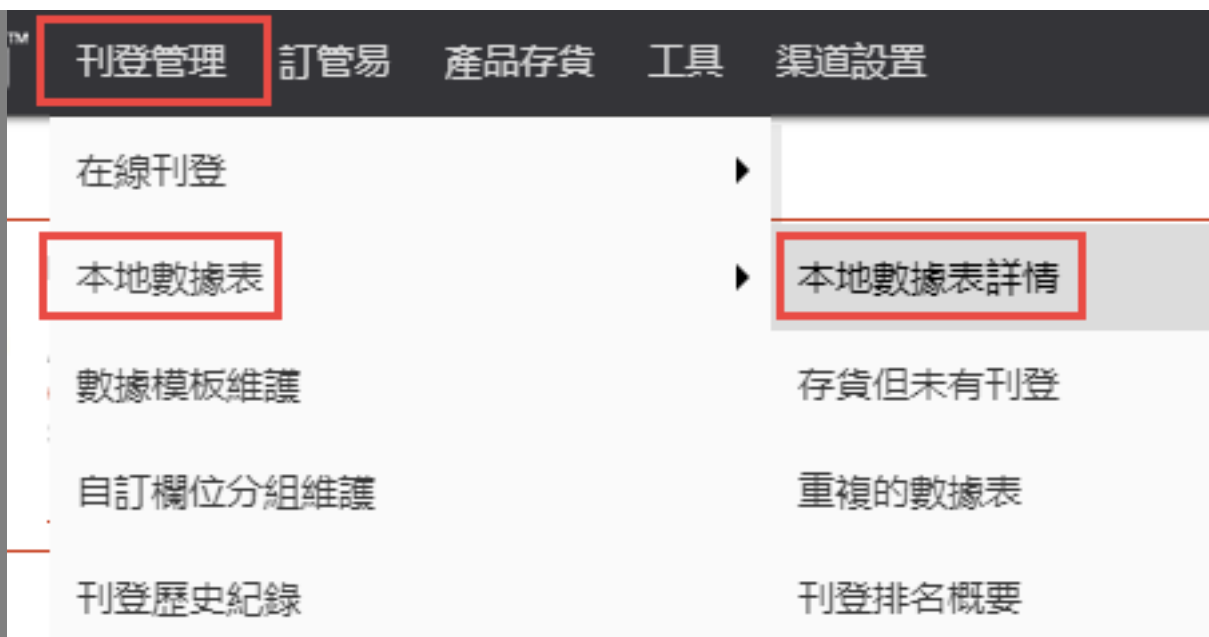 ™ 刊登管理 訂管易 產品存貨 工具 渠道設置
在線刊登
本地數據表 本地數據表詳情
數據模板維護 存貨但未有刊登
自訂欄位分組維護 重複的數據表
刊登歷史紀錄 刊登排名概要